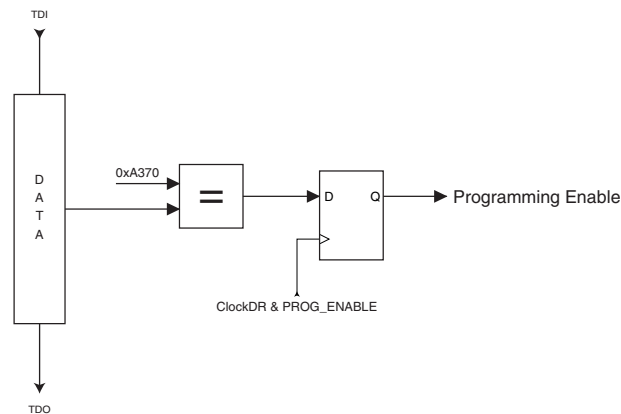 TDI
D
A
T
A
0xA370
=
D
Q
Programming Enable
ClockDR & PROG_ENABLE
TDO